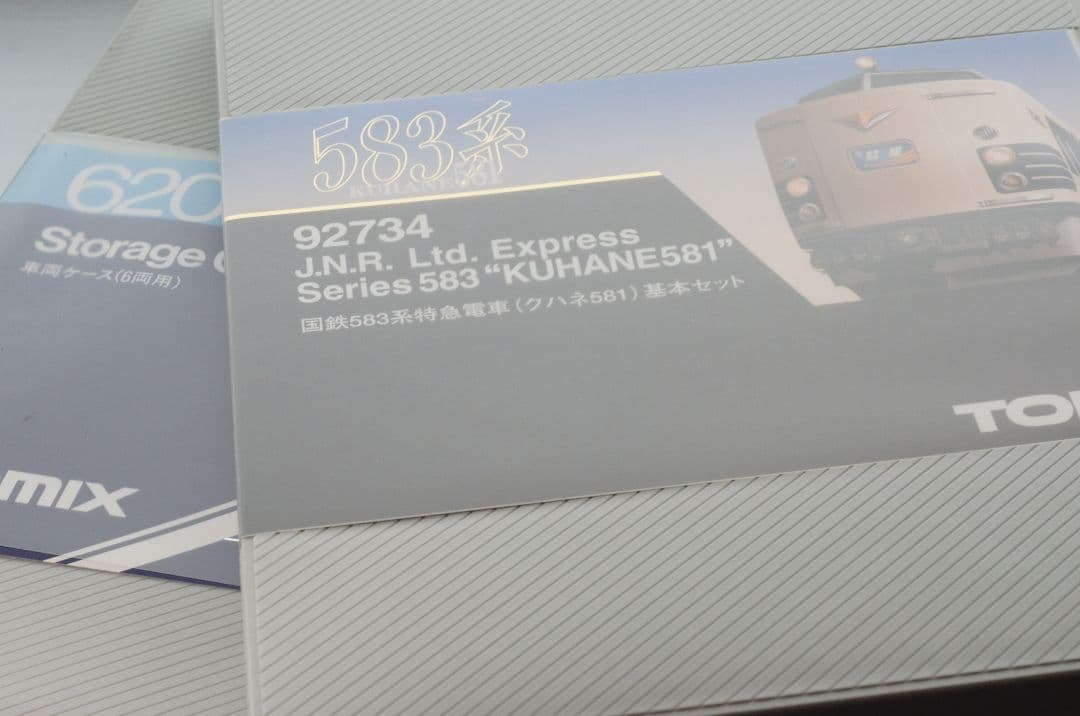 583系
KUHANE581
92734
J.N.R. Ltd. Express
Series 583 “KUHANE581”
国鉄583系特急電車（クハネ581）基本セット
TO
620
Storage
車両ケース(6両用)
mix